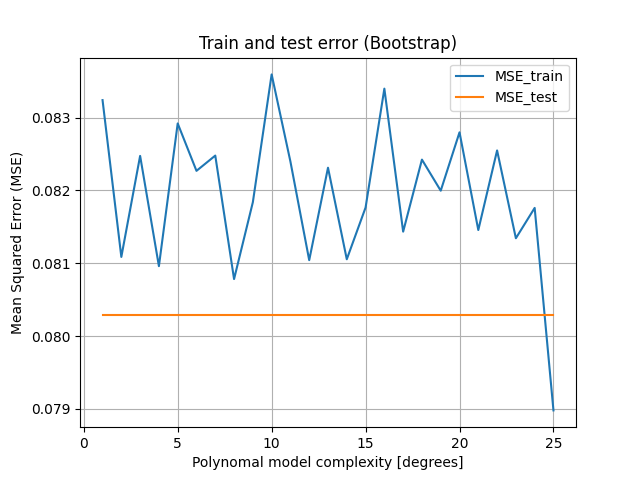 Train and test error (Bootstrap)
MSE_train
MSE_test
Mean Squared Error (MSE)
0.083
0.082
0.081
0.080
0.079
0
5
10
15
20
25
Polynomal model complexity [degrees]